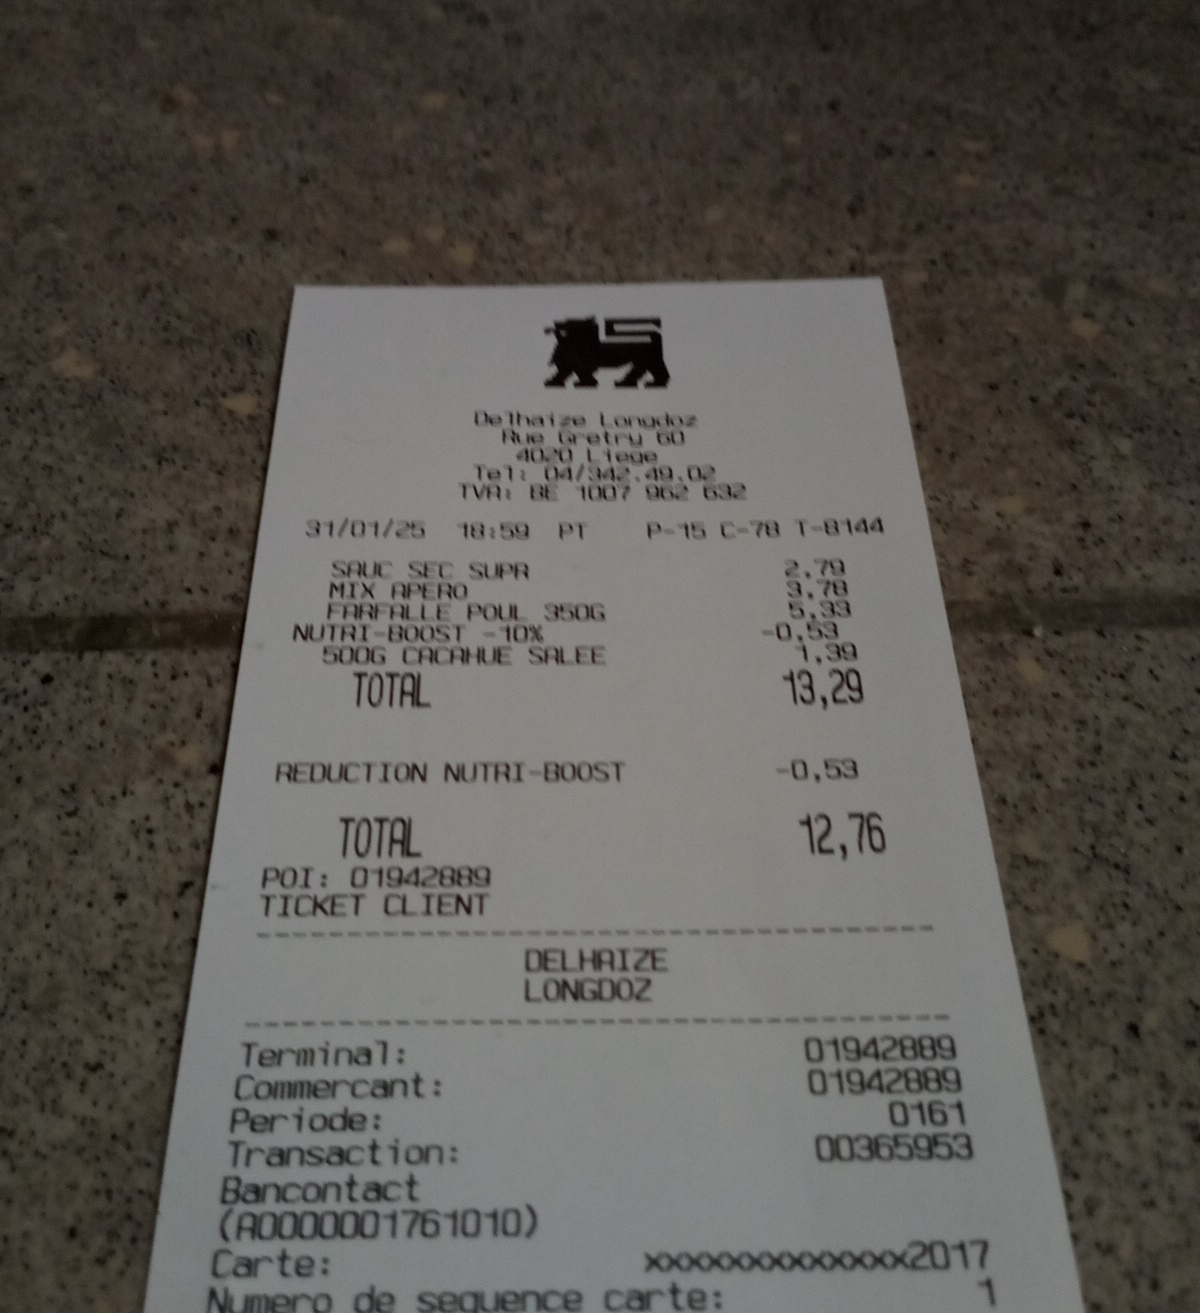 Delhaize Longdoz
Rue Gretry 60
4020 Liege
Tel: 04/342.49.02
TVA: BE 1007 962 632
31/01/25 18:59 PT P-15 C-78 T-8144
SAUC SEC SUPR 2,79
MIX APERO 3,78
FARFALLE POUL 350G 5,33
NUTRI-BOOST -10% -0,53
500G CACAHUE SALEE 1,39
TOTAL 13,29
REDUCTION NUTRI-BOOST -0,53
TOTAL 12,76
POI: 01942889
TICKET CLIENT
DELHAIZE
LONGDOZ
Terminal: 01942889
Commercant: 01942889
Periode: 0161
Transaction: 00365953
Bancontact
(A0000001761010)
Carte: xxxxxxxxxxxxx2017
Numero de sequence carte: 1